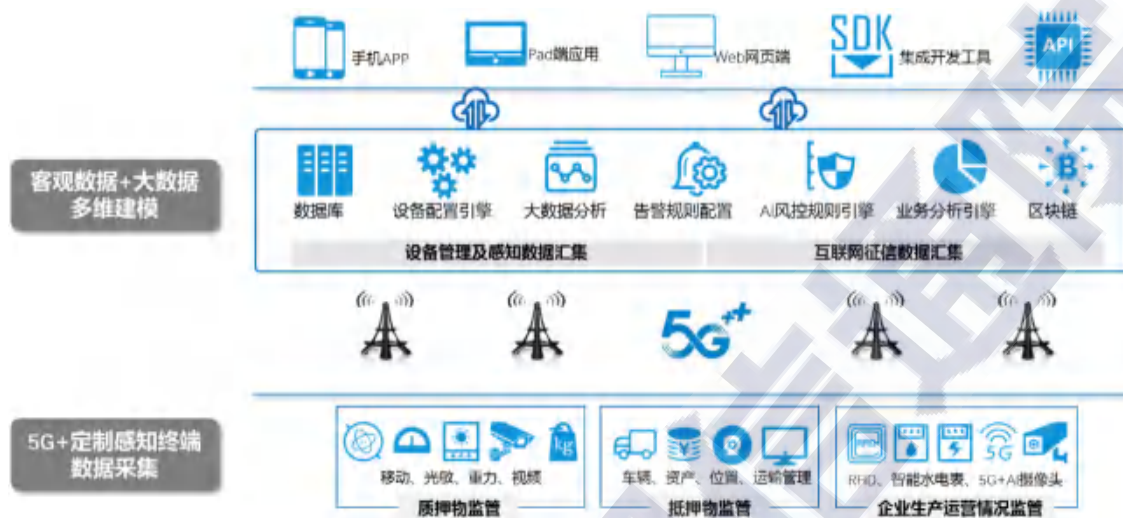 手机APP
Pad端应用
Web网页端
SDK
集成开发工具
API
客观数据+大数据
多维建模
数据库
设备配置引擎
大数据分析
告警规则配置
AI风控规则引擎
业务分析引擎
区块链
设备管理及感知数据汇集
互联网征信数据汇集
5G++
5G+定制感知终端
数据采集
kg
RFID
5G
移动、光敏、重力、视频
车辆、资产、位置、运输管理
RFID、智能水电表、5G+AI摄像头
质押物监管
抵押物监管
企业生产运营情况监管